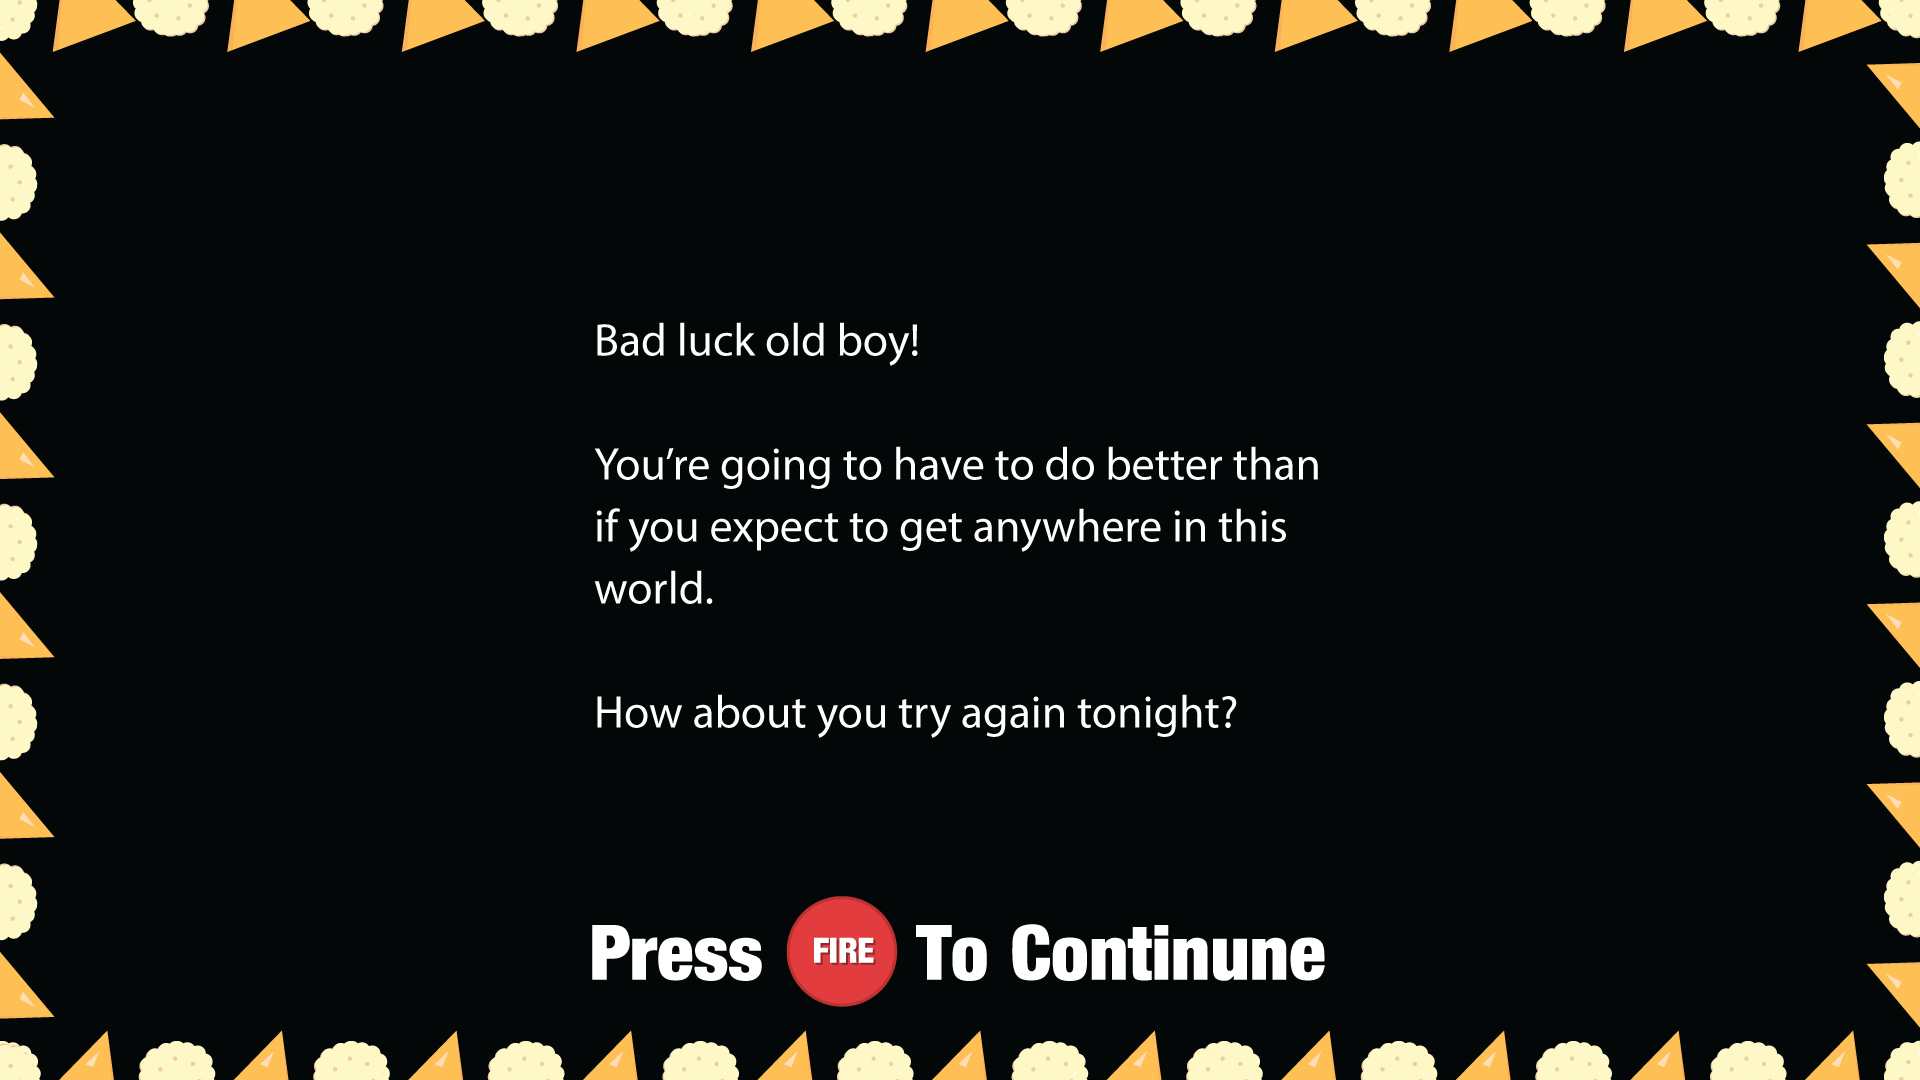 Bad luck old boy!
You’re going to have to do better than
if you expect to get anywhere in this
world.
How about you try again tonight?
Press FIRE To Continune